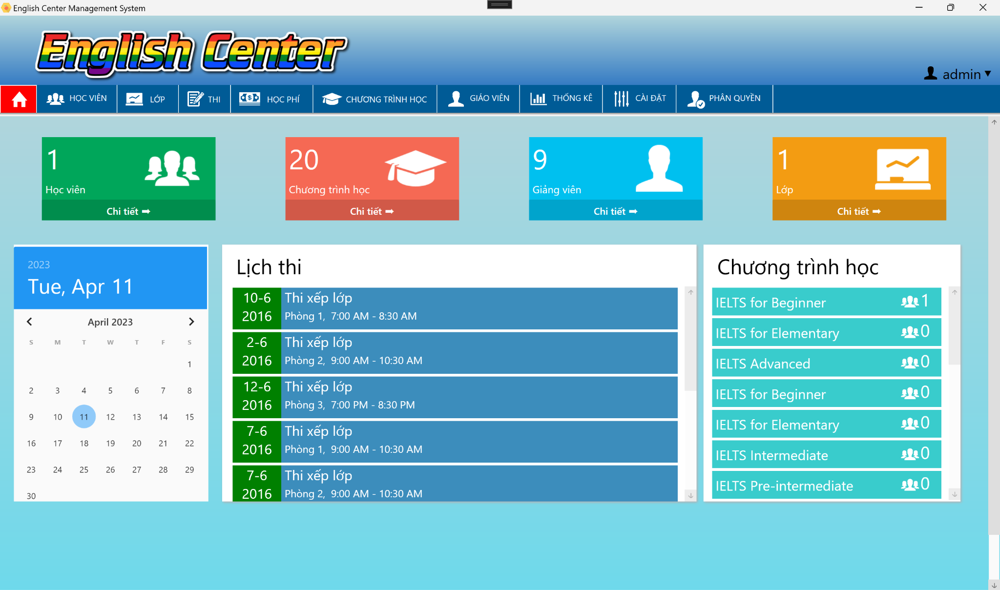 English Center Management System
English Center
admin
HỌC VIÊN
LỚP
THI
HỌC PHÍ
CHƯƠNG TRÌNH HỌC
GIÁO VIÊN
THỐNG KÊ
CÀI ĐẶT
PHÂN QUYỀN
1
Học viên
Chi tiết ➡
20
Chương trình học
Chi tiết ➡
9
Giảng viên
Chi tiết ➡
1
Lớp
Chi tiết ➡
2023
Tue, Apr 11
April 2023
S M T W T F S
1
2 3 4 5 6 7 8
9 10 11 12 13 14 15
16 17 18 19 20 21 22
23 24 25 26 27 28 29
30
Lịch thi
10-6
2016
Thi xếp lớp
Phòng 1, 7:00 AM - 8:30 AM
2-6
2016
Thi xếp lớp
Phòng 2, 9:00 AM - 10:30 AM
12-6
2016
Thi xếp lớp
Phòng 3, 7:00 PM - 8:30 PM
7-6
2016
Thi xếp lớp
Phòng 1, 9:00 AM - 10:30 AM
7-6
2016
Thi xếp lớp
Phòng 2, 9:00 AM - 10:30 AM
Chương trình học
IELTS for Beginner 1
IELTS for Elementary 0
IELTS Advanced 0
IELTS for Beginner 0
IELTS for Elementary 0
IELTS Intermediate 0
IELTS Pre-intermediate 0